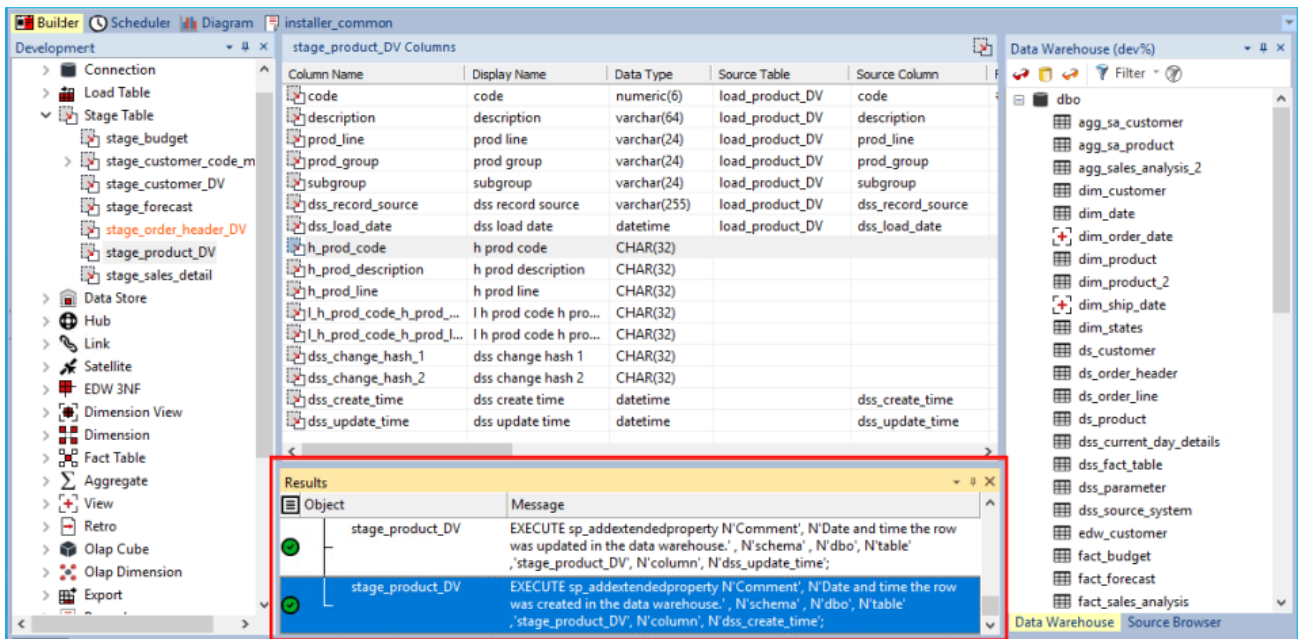 Builder Scheduler Diagram installer_common
Development
Connection
Load Table
Stage Table
stage_budget
stage_customer_code_m
stage_customer_DV
stage_forecast
stage_order_header_DV
stage_product_DV
stage_sales_detail
Data Store
Hub
Link
Satellite
EDW 3NF
Dimension View
Dimension
Fact Table
Aggregate
View
Retro
Olap Cube
Olap Dimension
Export
stage_product_DV Columns
Column Name Display Name Data Type Source Table Source Column
code code numeric(6) load_product_DV code
description description varchar(64) load_product_DV description
prod_line prod line varchar(24) load_product_DV prod_line
prod_group prod group varchar(24) load_product_DV prod_group
subgroup subgroup varchar(24) load_product_DV subgroup
dss_record_source dss record source varchar(255) load_product_DV dss_record_source
dss_load_date dss load date datetime load_product_DV dss_load_date
h_prod_code h prod code CHAR(32)
h_prod_description h prod description CHAR(32)
h_prod_line h prod line CHAR(32)
l_h_prod_code_h_prod_... l h prod code h pro... CHAR(32)
l_h_prod_code_h_prod_l... l h prod code h pro... CHAR(32)
dss_change_hash_1 dss change hash 1 CHAR(32)
dss_change_hash_2 dss change hash 2 CHAR(32)
dss_create_time dss create time datetime dss_create_time
dss_update_time dss update time datetime dss_update_time
Results
Object Message
stage_product_DV EXECUTE sp_addextendedproperty N'Comment', N'Date and time the row
was updated in the data warehouse.' , N'schema' , N'dbo', N'table'
,'stage_product_DV', N'column', N'dss_update_time';
stage_product_DV EXECUTE sp_addextendedproperty N'Comment', N'Date and time the row
was created in the data warehouse.' , N'schema' , N'dbo', N'table'
,'stage_product_DV', N'column', N'dss_create_time';
Data Warehouse (dev%)
Filter
dbo
agg_sa_customer
agg_sa_product
agg_sales_analysis_2
dim_customer
dim_date
dim_order_date
dim_product
dim_product_2
dim_ship_date
dim_states
ds_customer
ds_order_header
ds_order_line
ds_product
dss_current_day_details
dss_fact_table
dss_parameter
dss_source_system
edw_customer
fact_budget
fact_forecast
fact_sales_analysis
Data Warehouse Source Browser